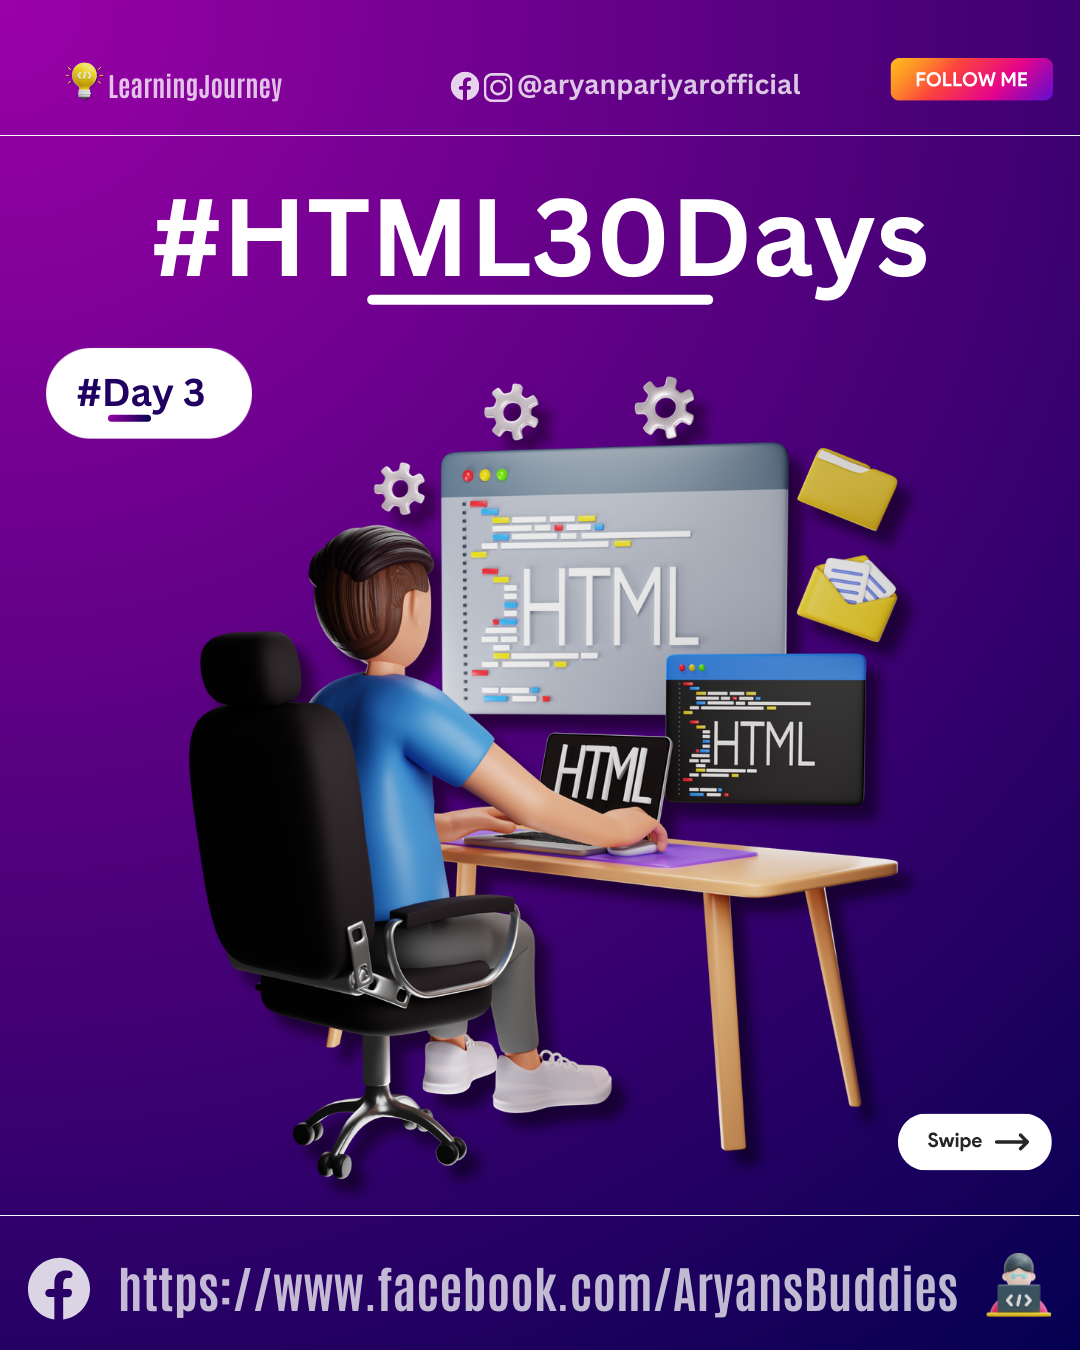 LearningJourney
@aryanpariyarofficial
FOLLOW ME
#HTML30Days
#Day 3
HTML
HTML
HTML
Swipe
https://www.facebook.com/AryansBuddies